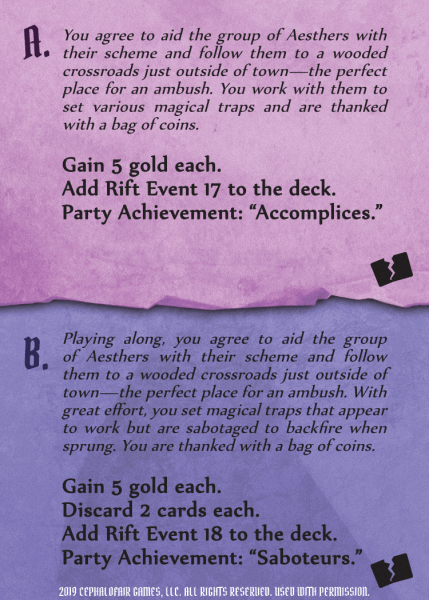 A. You agree to aid the group of Aesthers with
their scheme and follow them to a wooded
crossroads just outside of town—the perfect
place for an ambush. You work with them to
set various magical traps and are thanked
with a bag of coins.
Gain 5 gold each.
Add Rift Event 17 to the deck.
Party Achievement: “Accomplices.”
B. Playing along, you agree to aid the group
of Aesthers with their scheme and follow
them to a wooded crossroads just outside of
town—the perfect place for an ambush. With
great effort, you set magical traps that appear
to work but are sabotaged to backfire when
sprung. You are thanked with a bag of coins.
Gain 5 gold each.
Discard 2 cards each.
Add Rift Event 18 to the deck.
Party Achievement: “Saboteurs.”
2019 CEPHALOFAIR GAMES, LLC. ALL RIGHTS RESERVED. USED WITH PERMISSION.